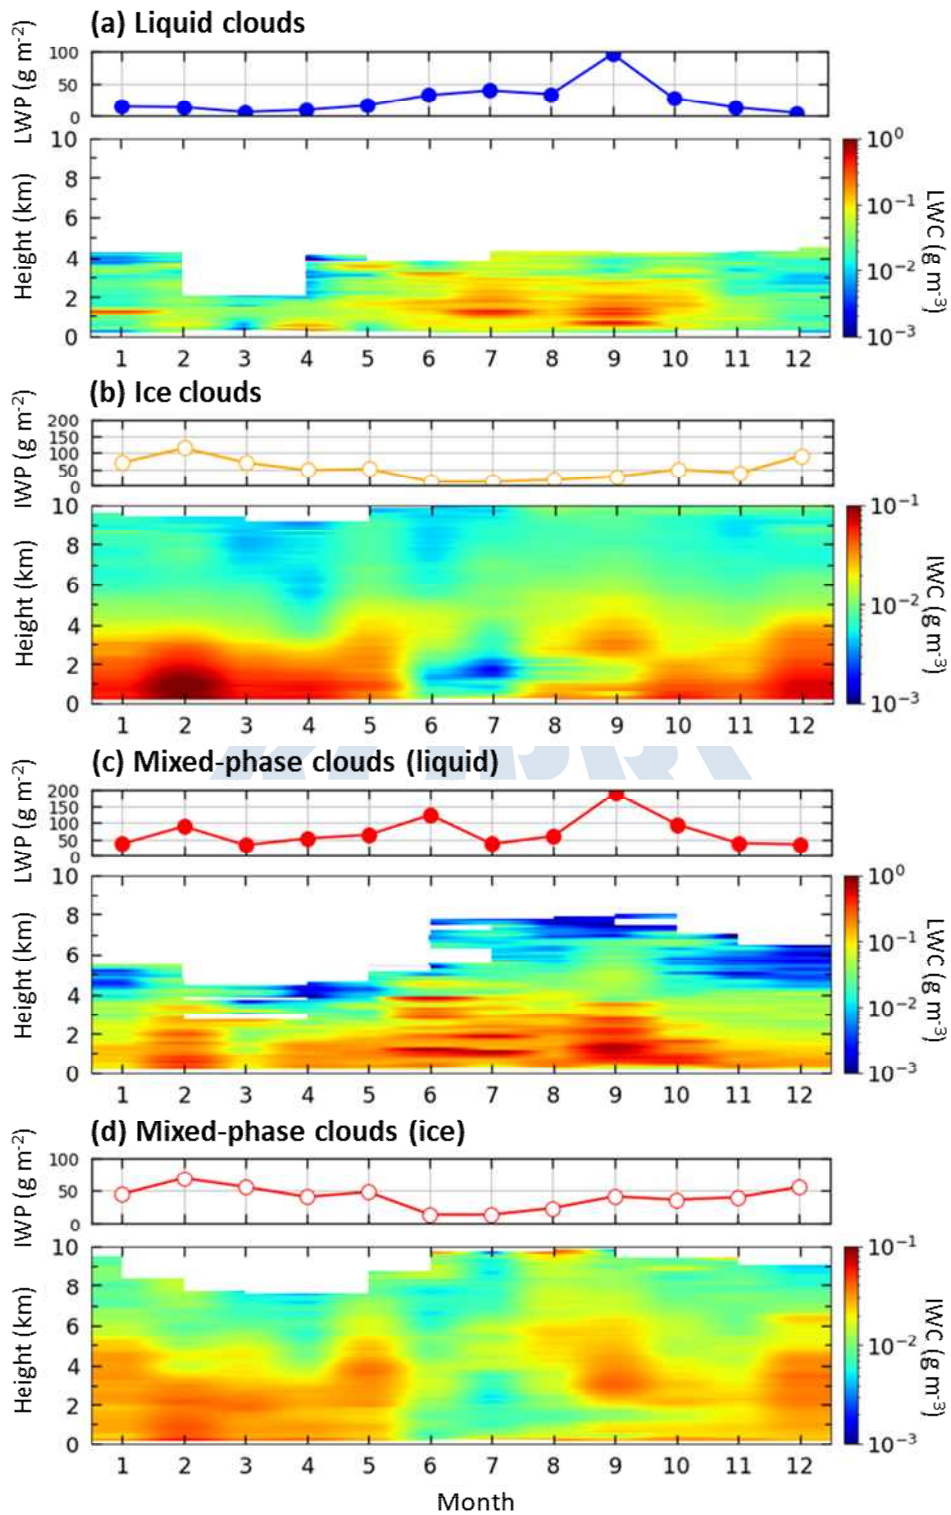 (a) Liquid clouds
LWP (g m⁻²)
100
50
0
Height (km)
10
8
6
4
2
0
1 2 3 4 5 6 7 8 9 10 11 12
10⁰
10⁻¹
10⁻²
10⁻³
LWC (g m⁻³)
(b) Ice clouds
IWP (g m⁻²)
200
150
100
50
0
Height (km)
10
8
6
4
2
0
1 2 3 4 5 6 7 8 9 10 11 12
10⁻¹
10⁻²
10⁻³
IWC (g m⁻³)
(c) Mixed-phase clouds (liquid)
LWP (g m⁻²)
200
150
100
50
0
Height (km)
10
8
6
4
2
0
1 2 3 4 5 6 7 8 9 10 11 12
10⁰
10⁻¹
10⁻²
10⁻³
LWC (g m⁻³)
(d) Mixed-phase clouds (ice)
IWP (g m⁻²)
100
50
0
Height (km)
10
8
6
4
2
0
1 2 3 4 5 6 7 8 9 10 11 12
10⁻¹
10⁻²
10⁻³
IWC (g m⁻³)
Month